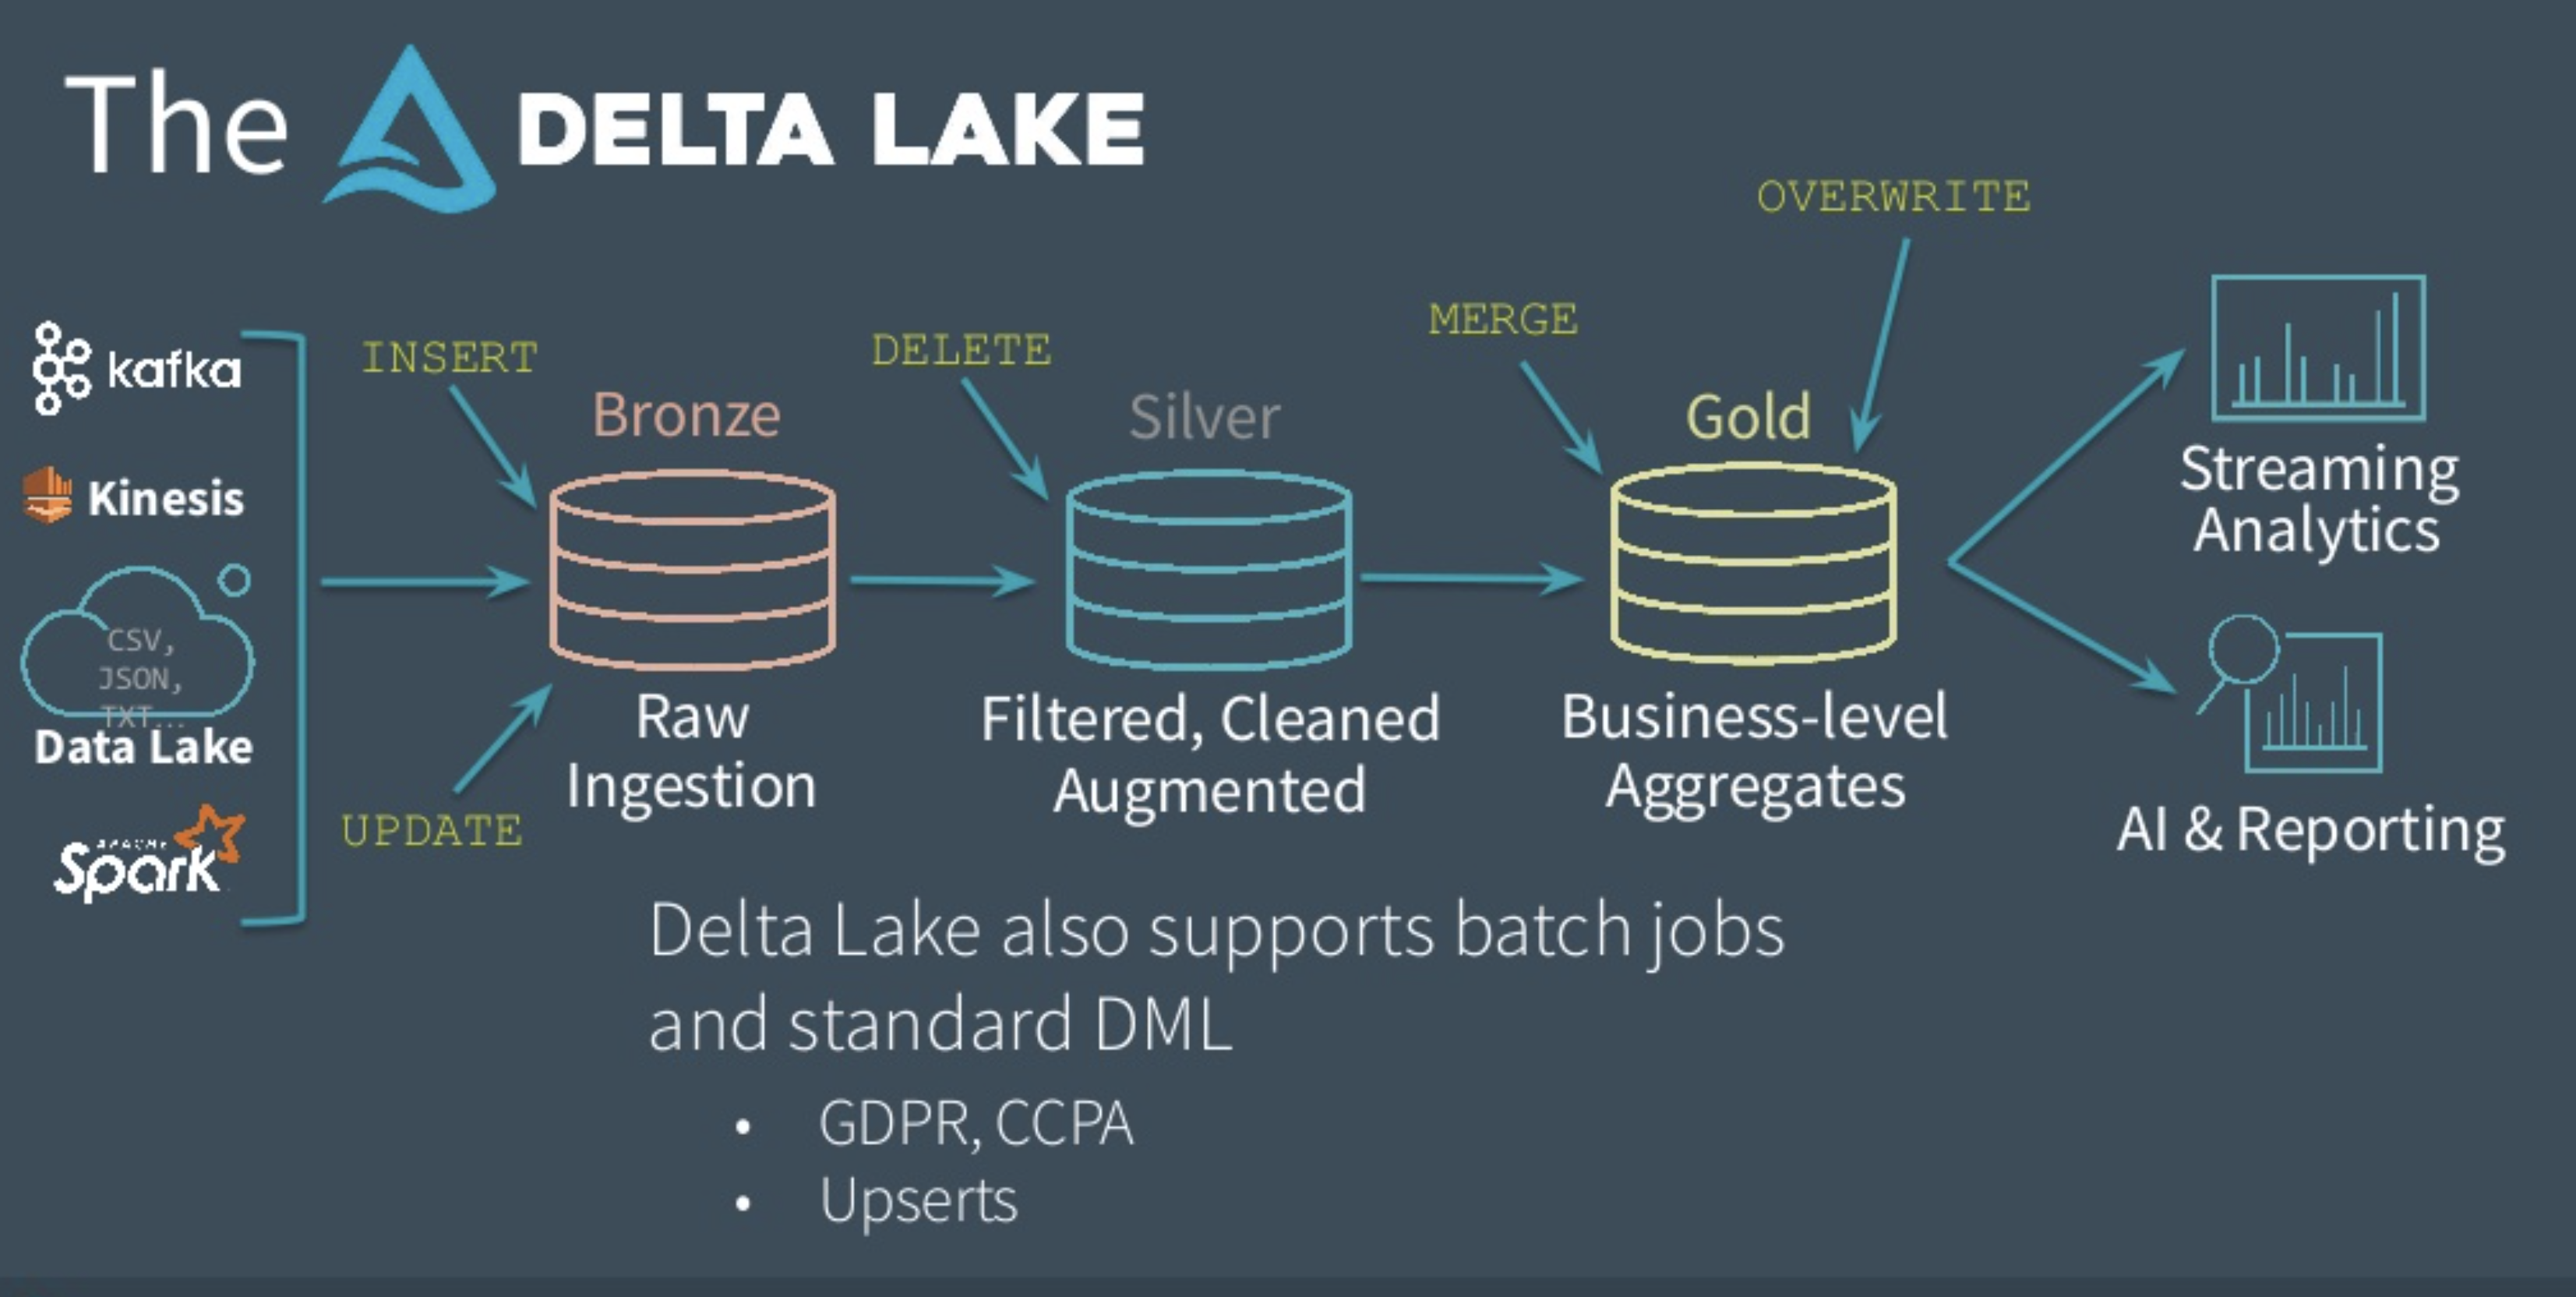 The DELTA LAKE
OVERWRITE
MERGE
INSERT
DELETE
kafka
Bronze
Silver
Gold
Kinesis
Streaming
Analytics
CSV,
JSON,
TXT...
Data Lake
Raw
Ingestion
Filtered, Cleaned
Augmented
Business-level
Aggregates
APACHE
Spark
UPDATE
AI & Reporting
Delta Lake also supports batch jobs
and standard DML
• GDPR, CCPA
• Upserts